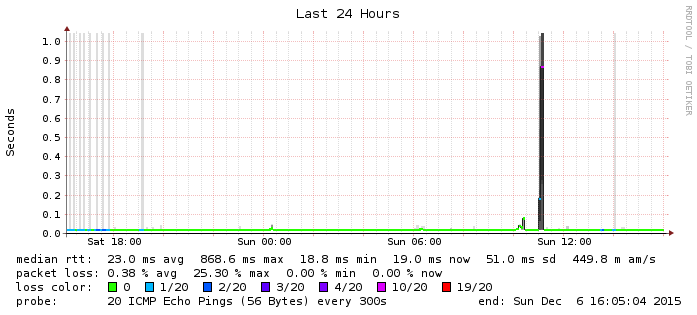 Last 24 Hours
RRDTOOL / TOBI OETIKER
Seconds
1.0
0.9
0.8
0.7
0.6
0.5
0.4
0.3
0.2
0.1
0.0
Sat 18:00 Sun 00:00 Sun 06:00 Sun 12:00
median rtt: 23.0 ms avg 868.6 ms max 18.8 ms min 19.0 ms now 51.0 ms sd 449.8 m am/s
packet loss: 0.38 % avg 25.30 % max 0.00 % min 0.00 % now
loss color: 0 1/20 2/20 3/20 4/20 10/20 19/20
probe: 20 ICMP Echo Pings (56 Bytes) every 300s end: Sun Dec 6 16:05:04 2015